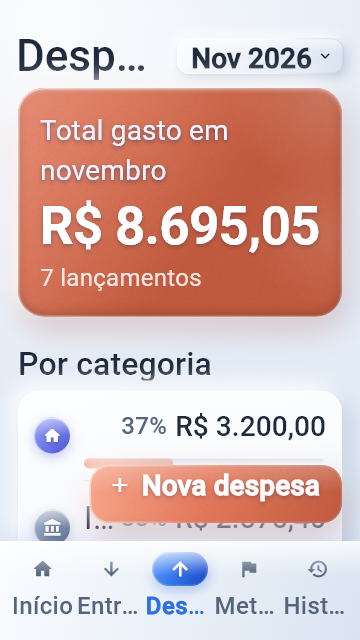 Desp...
Nov 2026
Total gasto em
novembro
R$ 8.695,05
7 lançamentos
Por categoria
37% R$ 3.200,00
+ Nova despesa
Início Entr... Des... Met... Hist...